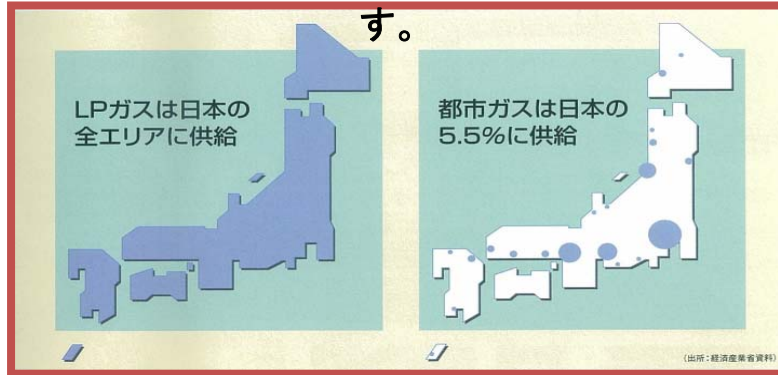 す。
LPガスは日本の
全エリアに供給
都市ガスは日本の
5.5%に供給
(出所:経済産業省資料)